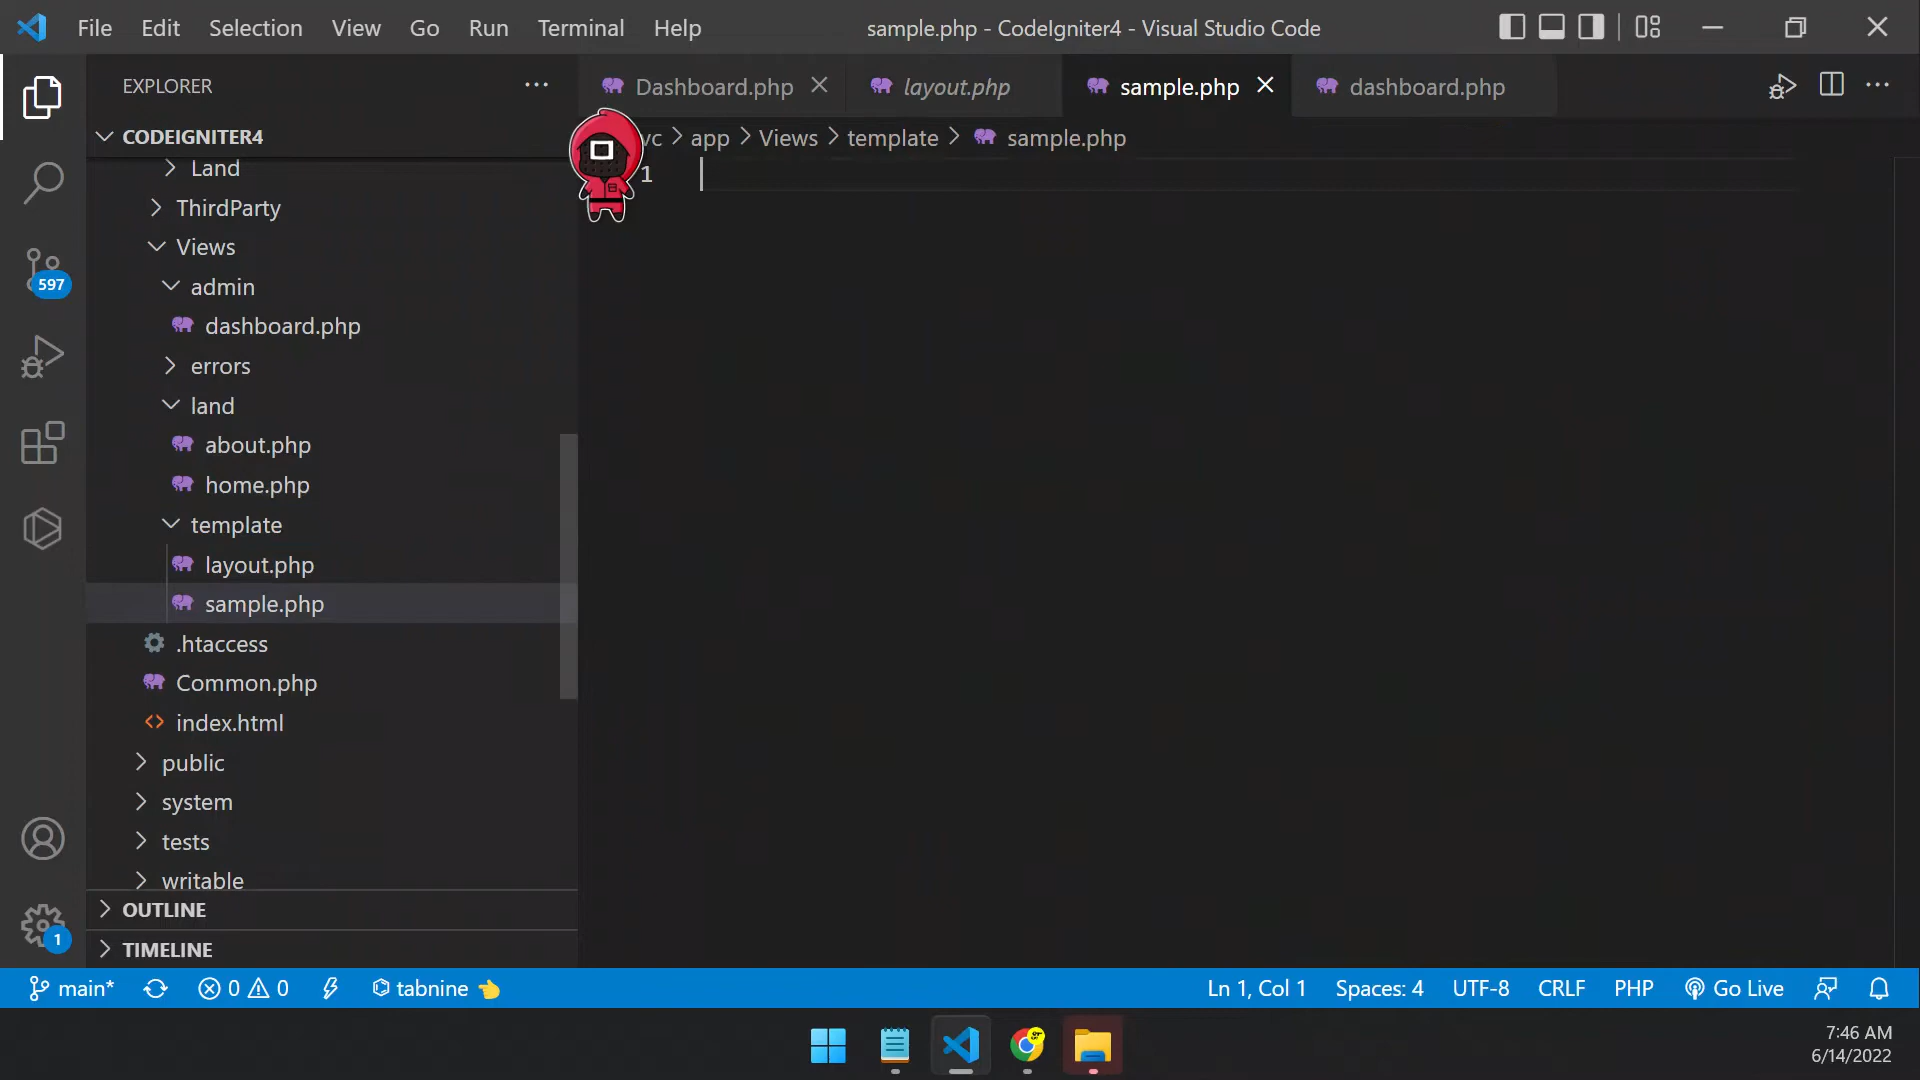 File Edit Selection View Go Run Terminal Help
sample.php - CodeIgniter4 - Visual Studio Code
EXPLORER
Dashboard.php
layout.php
sample.php
dashboard.php
CODEIGNITER4
vc > app > Views > template > sample.php
1
Land
ThirdParty
Views
admin
dashboard.php
errors
land
about.php
home.php
template
layout.php
sample.php
.htaccess
Common.php
index.html
public
system
tests
writable
OUTLINE
TIMELINE
597
1
main* 0 0 tabnine
Ln 1, Col 1 Spaces: 4 UTF-8 CRLF PHP Go Live
7:46 AM
6/14/2022